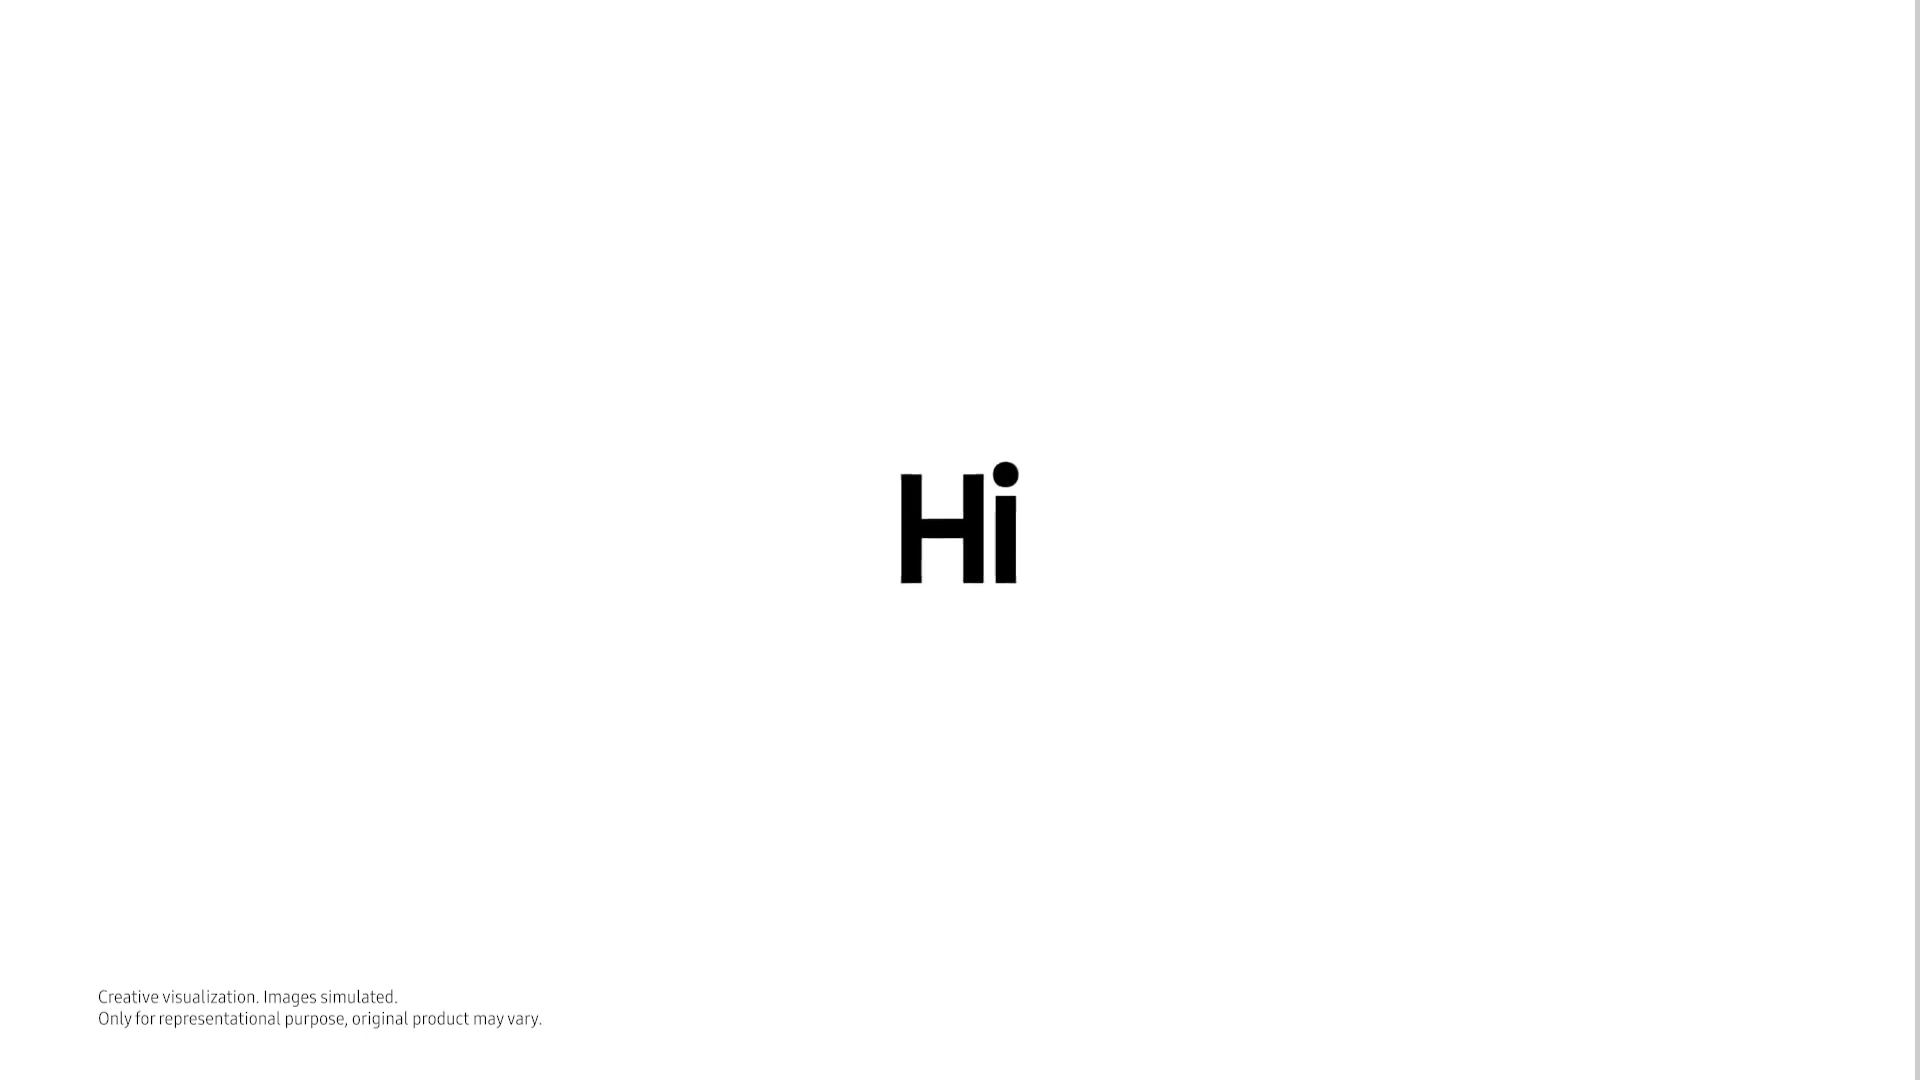 Hi
Creative visualization. Images simulated.
Only for representational purpose, original product may vary.